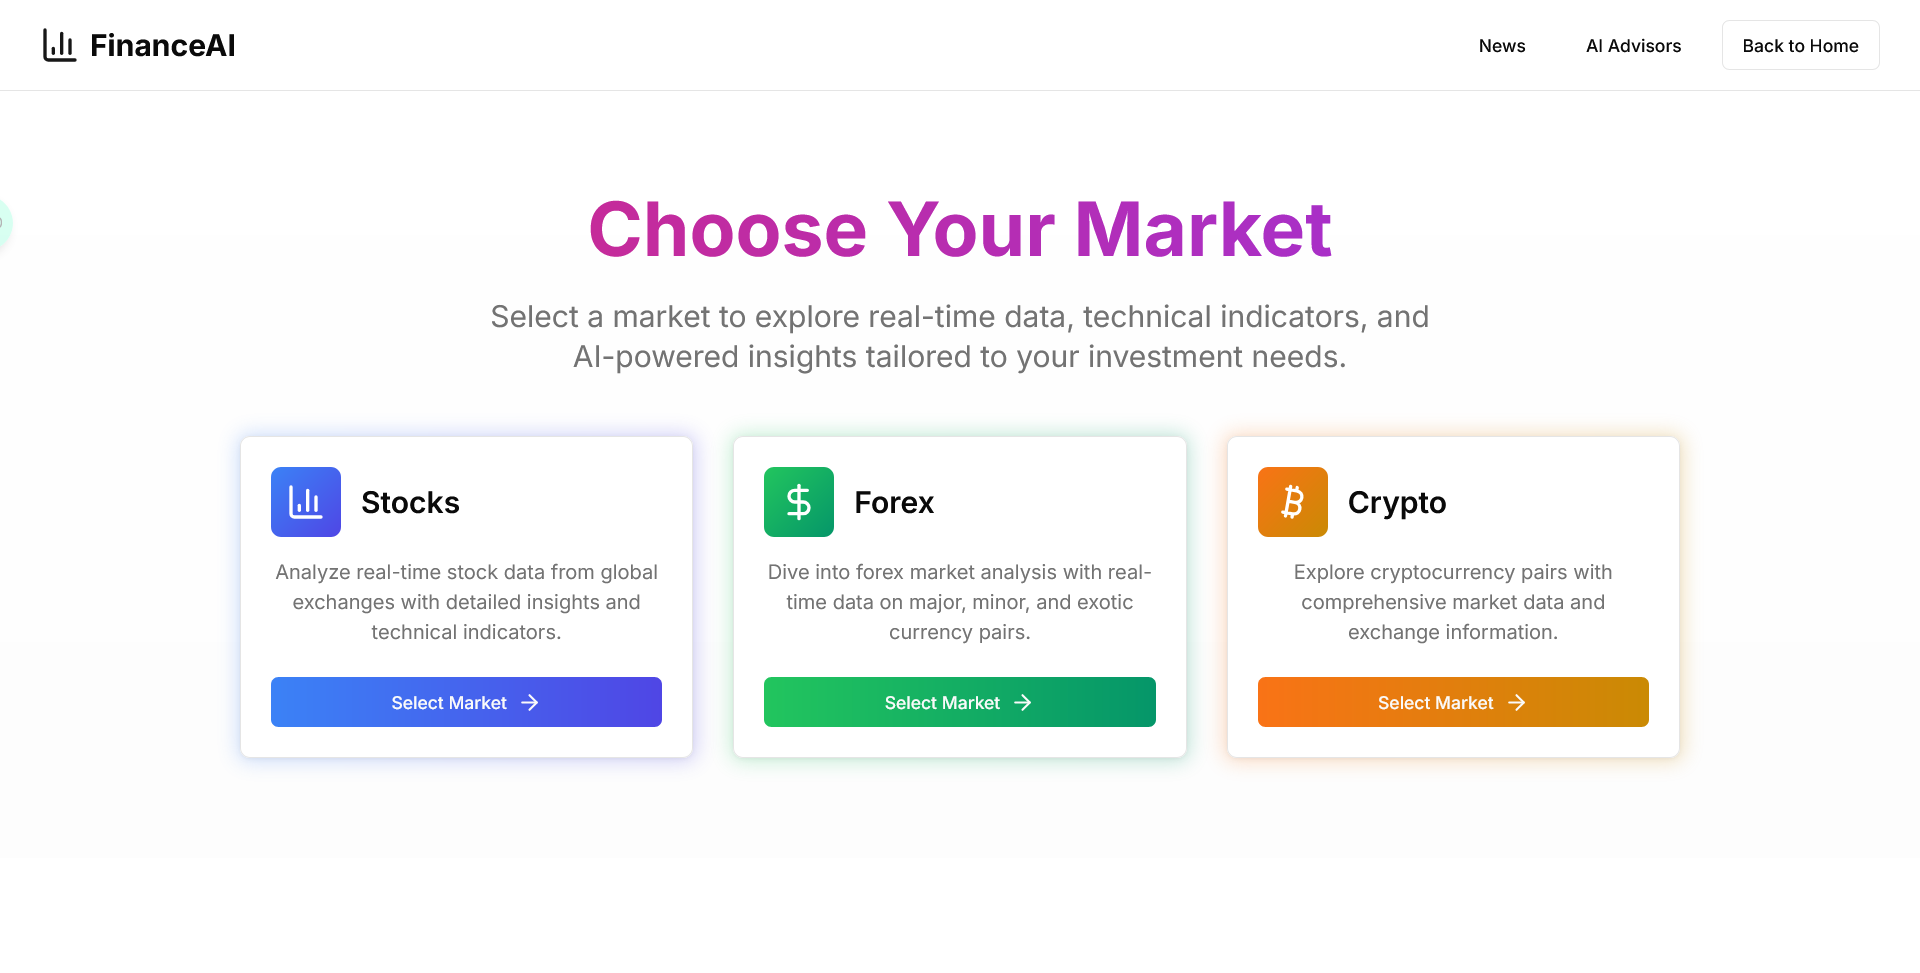 FinanceAI
News
AI Advisors
Back to Home
Choose Your Market
Select a market to explore real-time data, technical indicators, and
AI-powered insights tailored to your investment needs.
Stocks
Analyze real-time stock data from global
exchanges with detailed insights and
technical indicators.
Select Market
Forex
Dive into forex market analysis with real-
time data on major, minor, and exotic
currency pairs.
Select Market
Crypto
Explore cryptocurrency pairs with
comprehensive market data and
exchange information.
Select Market